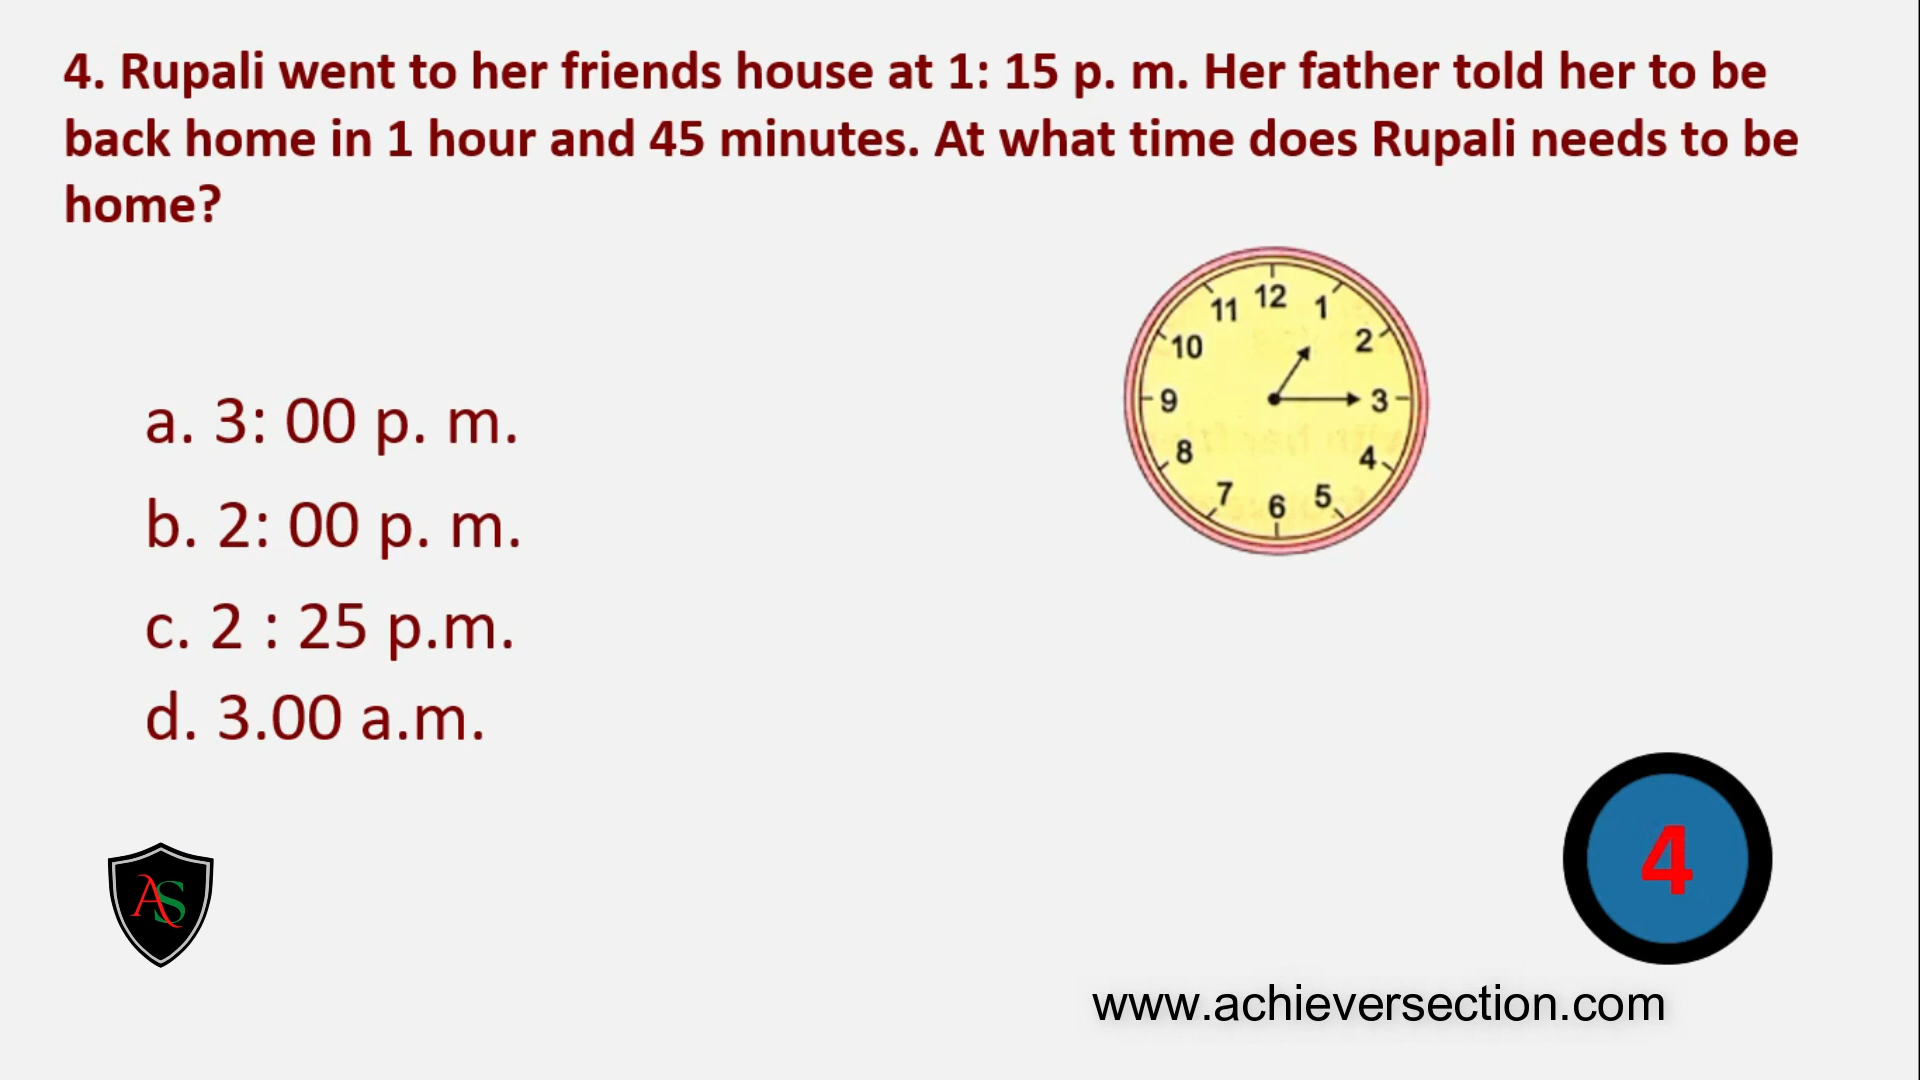 4. Rupali went to her friends house at 1: 15 p. m. Her father told her to be
back home in 1 hour and 45 minutes. At what time does Rupali needs to be
home?
12
11
1
10
2
9
3
8
4
7
6
5
a. 3: 00 p. m.
b. 2: 00 p. m.
c. 2 : 25 p.m.
d. 3.00 a.m.
AS
4
www.achieversection.com